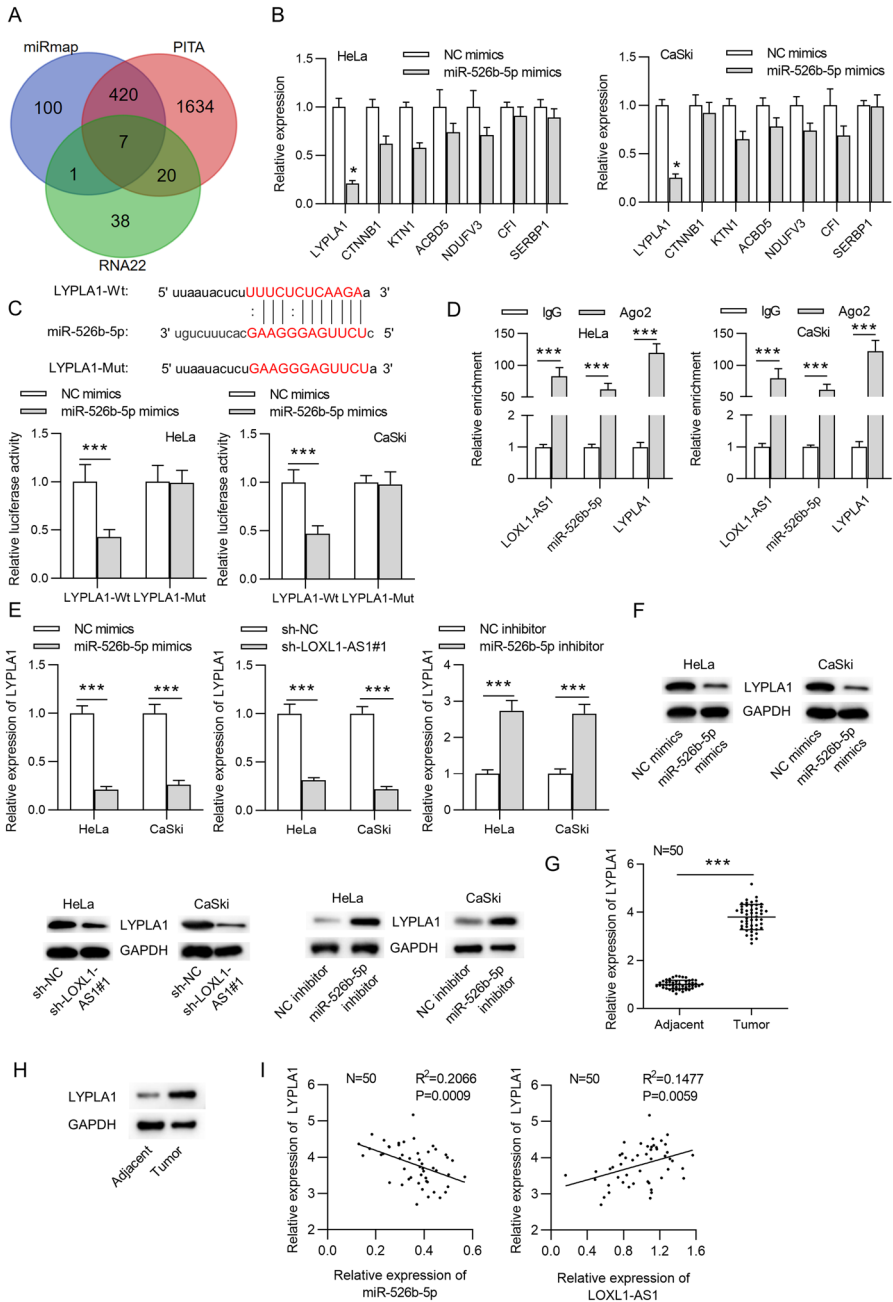 A
miRmap
PITA
100
420
1634
7
1
20
38
RNA22
B
HeLa
NC mimics
miR-526b-5p mimics
Relative expression
1.5
1.0
0.5
0.0
*
LYPLA1
CTNNB1
KTN1
ACBD5
NDUFV3
CFI
SERBP1
CaSki
NC mimics
miR-526b-5p mimics
Relative expression
1.5
1.0
0.5
0.0
*
LYPLA1
CTNNB1
KTN1
ACBD5
NDUFV3
CFI
SERBP1
C
LYPLA1-Wt: 5' uuaauacucuUUUCUCUCAAGAa 3'
: :
miR-526b-5p: 3' ugucuuucacGAAGGGAGUUCUc 5'
LYPLA1-Mut: 5' uuaauacucuGAAGGGAGUUCUa 3'
NC mimics
miR-526b-5p mimics
HeLa
Relative luciferase activity
1.5
1.0
0.5
0.0
***
LYPLA1-Wt LYPLA1-Mut
NC mimics
miR-526b-5p mimics
CaSki
Relative luciferase activity
1.5
1.0
0.5
0.0
***
LYPLA1-Wt LYPLA1-Mut
D
IgG Ago2
HeLa
Relative enrichment
150
125
100
75
50
2
1
0
*** *** ***
LOXL1-AS1
miR-526b-5p
LYPLA1
IgG Ago2
CaSki
Relative enrichment
150
125
100
75
50
2
1
0
*** *** ***
LOXL1-AS1
miR-526b-5p
LYPLA1
E
NC mimics
miR-526b-5p mimics
Relative expression of LYPLA1
1.5
1.0
0.5
0.0
*** ***
HeLa CaSki
sh-NC
sh-LOXL1-AS1#1
Relative expression of LYPLA1
1.5
1.0
0.5
0.0
*** ***
HeLa CaSki
NC inhibitor
miR-526b-5p inhibitor
Relative expression of LYPLA1
4
3
2
1
0
*** ***
HeLa CaSki
F
HeLa CaSki
LYPLA1
GAPDH
NC mimics
miR-526b-5p
mimics
NC mimics
miR-526b-5p
mimics
HeLa CaSki
LYPLA1
GAPDH
sh-NC
sh-LOXL1-
AS1#1
sh-NC
sh-LOXL1-
AS1#1
HeLa CaSki
LYPLA1
GAPDH
NC inhibitor
miR-526b-5p
inhibitor
NC inhibitor
miR-526b-5p
inhibitor
G
N=50
***
Relative expression of LYPLA1
6
4
2
0
Adjacent Tumor
H
LYPLA1
GAPDH
Adjacent
Tumor
I
N=50 R²=0.2066
P=0.0009
Relative expression of LYPLA1
6
5
4
3
2
0.0 0.2 0.4 0.6
Relative expression of
miR-526b-5p
N=50 R²=0.1477
P=0.0059
Relative expression of LYPLA1
6
5
4
3
2
0.0 0.4 0.8 1.2 1.6
Relative expression of
LOXL1-AS1